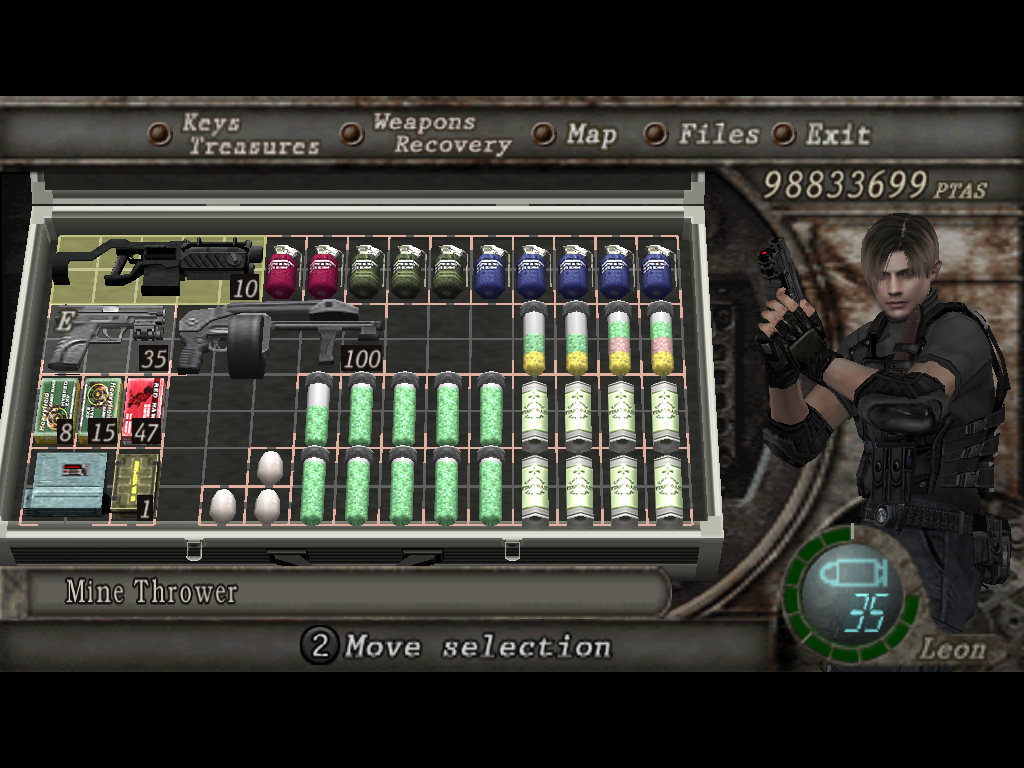 Keys
Treasures
Weapons
Recovery
Map
Files
Exit
98833699 PTAS
10
E
35
100
8
15
47
1
Mine Thrower
2 Move selection
35
Leon